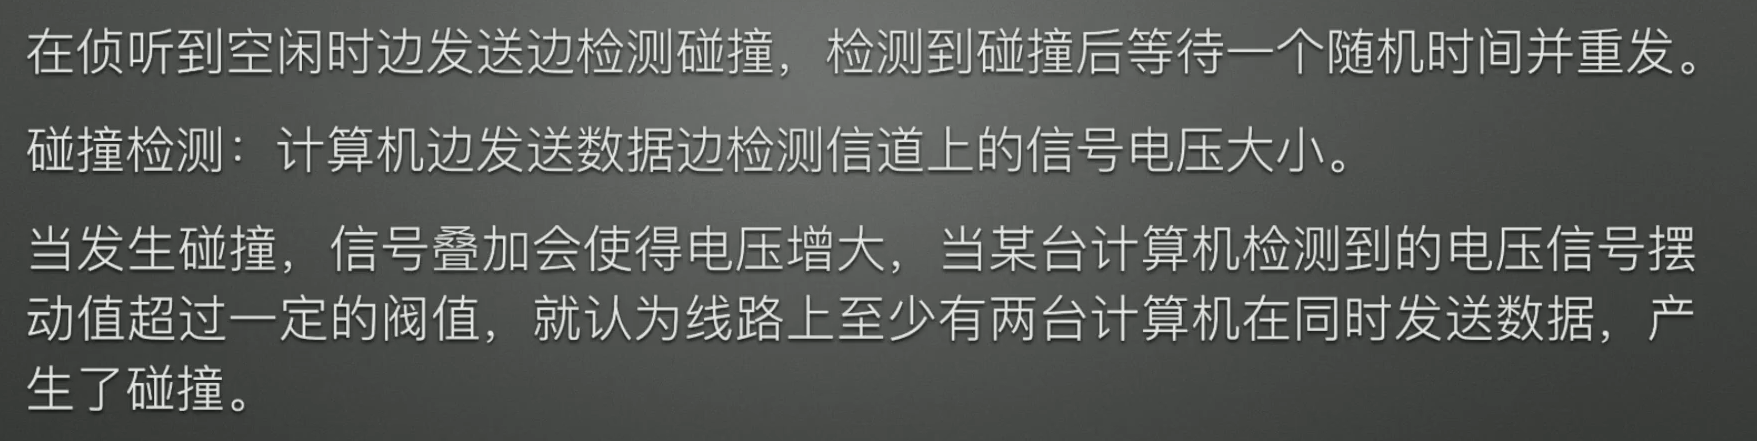 在侦听到空闲时边发送边检测碰撞，检测到碰撞后等待一个随机时间并重发。
碰撞检测：计算机边发送数据边检测信道上的信号电压大小。
当发生碰撞，信号叠加会使得电压增大，当某台计算机检测到的电压信号摆
动值超过一定的阀值，就认为线路上至少有两台计算机在同时发送数据，产
生了碰撞。